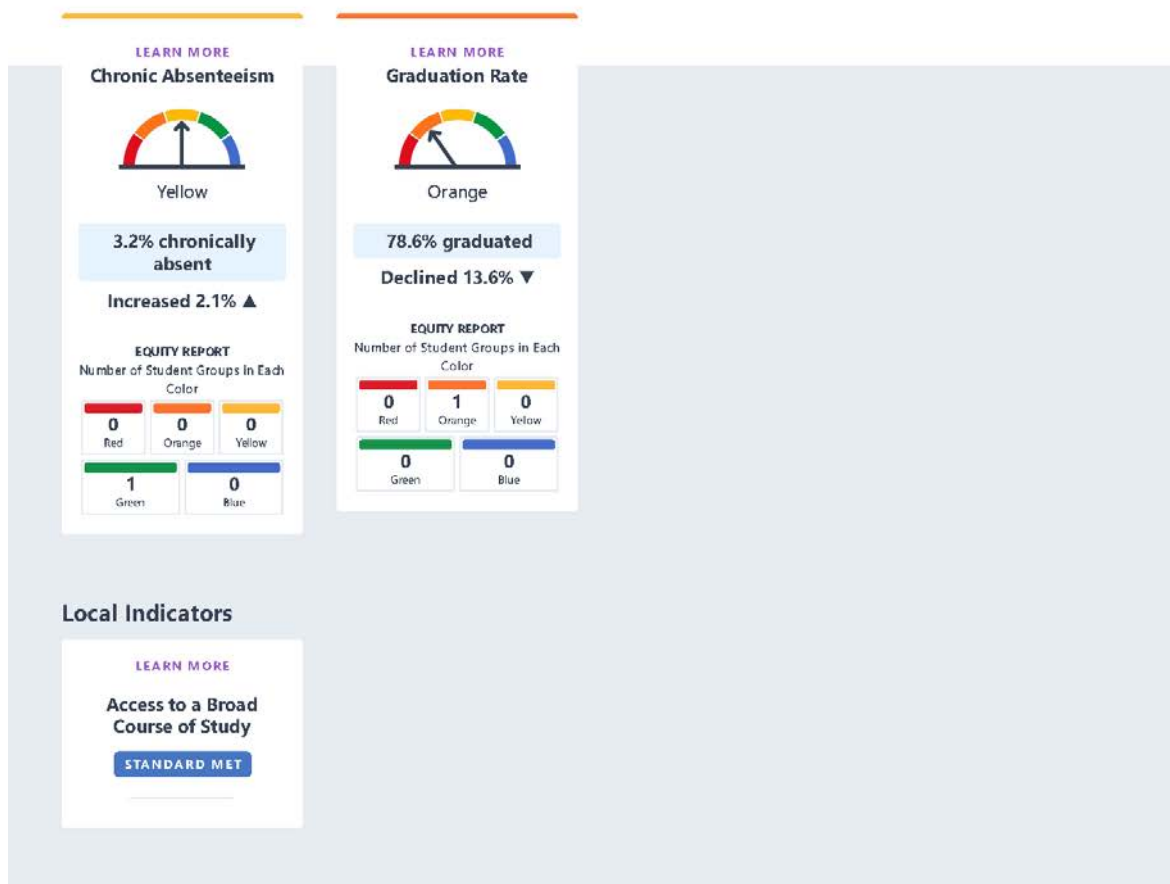 LEARN MORE
Chronic Absenteeism
Yellow
3.2% chronically
absent
Increased 2.1% ▲
EQUITY REPORT
Number of Student Groups in Each
Color
0
Red
0
Orange
0
Yellow
1
Green
0
Blue
LEARN MORE
Graduation Rate
Orange
78.6% graduated
Declined 13.6% ▼
EQUITY REPORT
Number of Student Groups in Each
Color
0
Red
1
Orange
0
Yellow
0
Green
0
Blue
Local Indicators
LEARN MORE
Access to a Broad
Course of Study
STANDARD MET